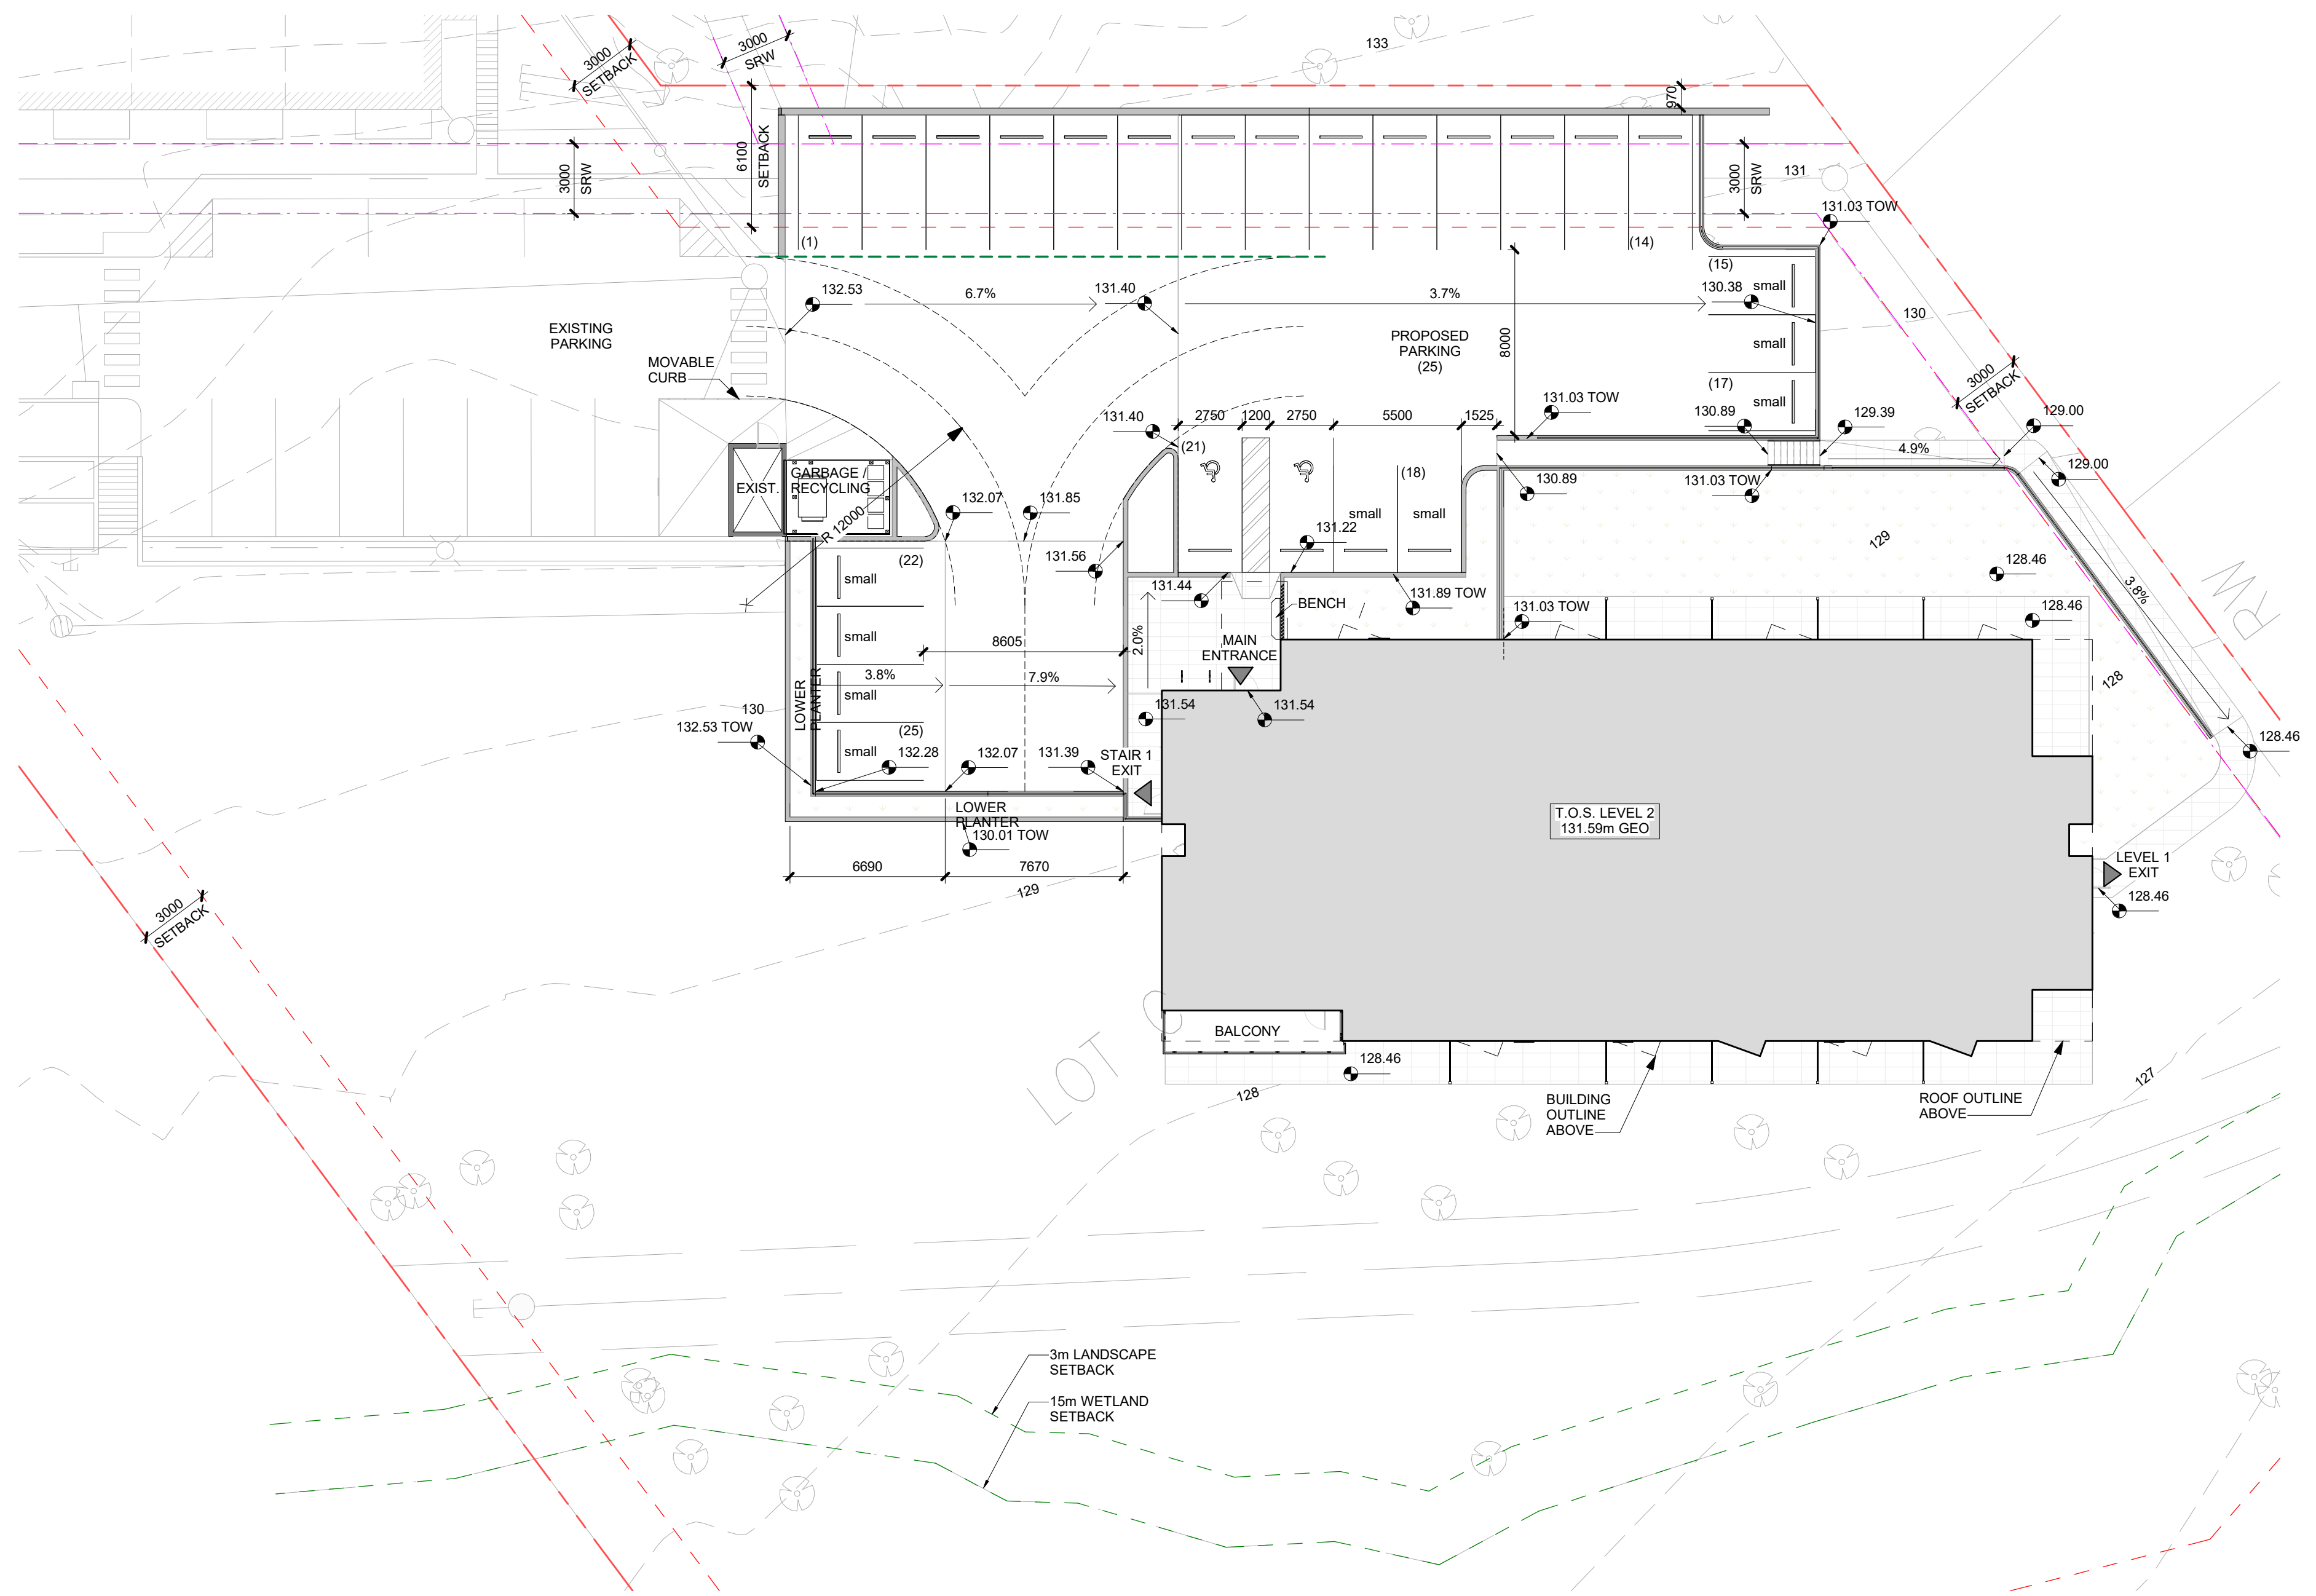 133
3000
SETBACK
3000
SRW
970
6100
SETBACK
3000
SRW
3000
SRW
131
131.03 TOW
(1)
(14)
(15)
small
132.53
6.7%
131.40
3.7%
130.38
130
EXISTING
PARKING
PROPOSED
PARKING
(25)
8000
small
MOVABLE
CURB
(17)
small
3000
SETBACK
131.40
2750
1200
2750
5500
1525
131.03 TOW
130.89
129.39
129.00
(21)
4.9%
129.00
GARBAGE /
RECYCLING
EXIST.
R 12000
(18)
130.89
131.03 TOW
132.07
131.85
small
small
131.22
129
128.46
(22)
131.56
small
131.44
131.89 TOW
BENCH
131.03 TOW
128.46
3.8%
small
8605
2.0%
MAIN
ENTRANCE
3.8%
7.9%
small
LOWER
PLANTER
130
128
132.53 TOW
(25)
small
131.54
131.54
132.28
132.07
131.39
STAIR 1
EXIT
128.46
LOWER
PLANTER
130.01 TOW
T.O.S. LEVEL 2
131.59m GEO
6690
7670
129
LEVEL 1
EXIT
128.46
3000
SETBACK
BALCONY
128.46
LOT
128
127
BUILDING
OUTLINE
ABOVE
ROOF OUTLINE
ABOVE
3m LANDSCAPE
SETBACK
15m WETLAND
SETBACK